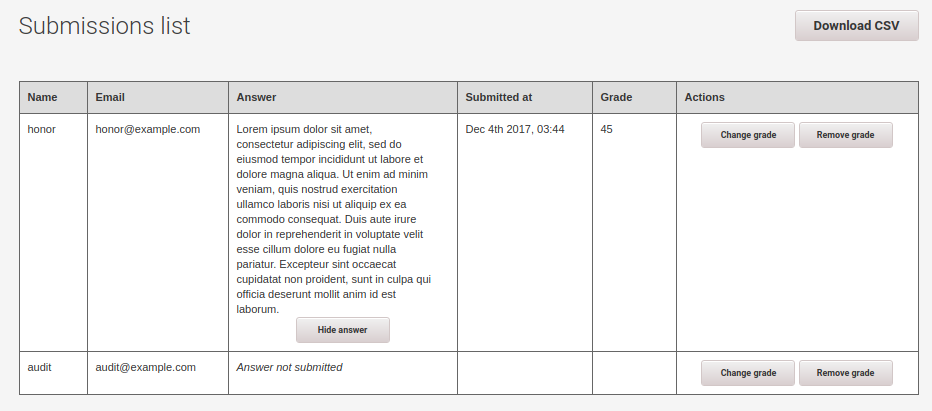 Submissions list
Download CSV
Name Email Answer Submitted at Grade Actions
honor honor@example.com Lorem ipsum dolor sit amet, Dec 4th 2017, 03:44 45 Change grade Remove grade
consectetur adipiscing elit, sed do
eiusmod tempor incididunt ut labore et
dolore magna aliqua. Ut enim ad minim
veniam, quis nostrud exercitation
ullamco laboris nisi ut aliquip ex ea
commodo consequat. Duis aute irure
dolor in reprehenderit in voluptate velit
esse cillum dolore eu fugiat nulla
pariatur. Excepteur sint occaecat
cupidatat non proident, sunt in culpa qui
officia deserunt mollit anim id est
laborum.
Hide answer
audit audit@example.com Answer not submitted Change grade Remove grade